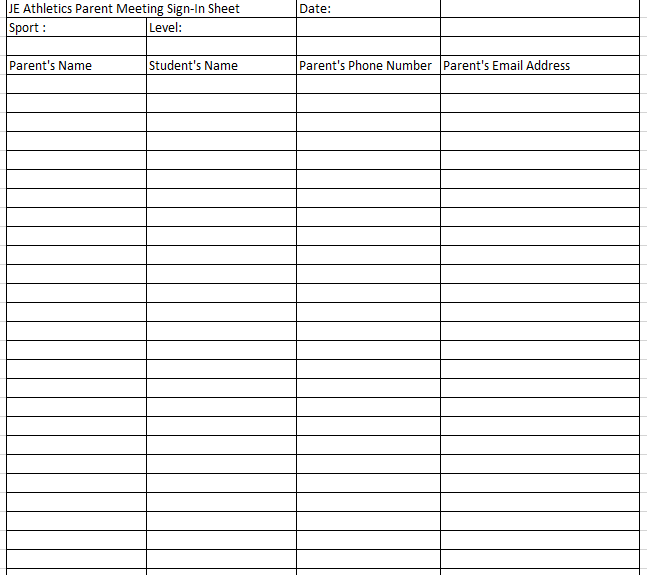 JE Athletics Parent Meeting Sign-In Sheet Date:
Sport : Level:
Parent's Name Student's Name Parent's Phone Number Parent's Email Address